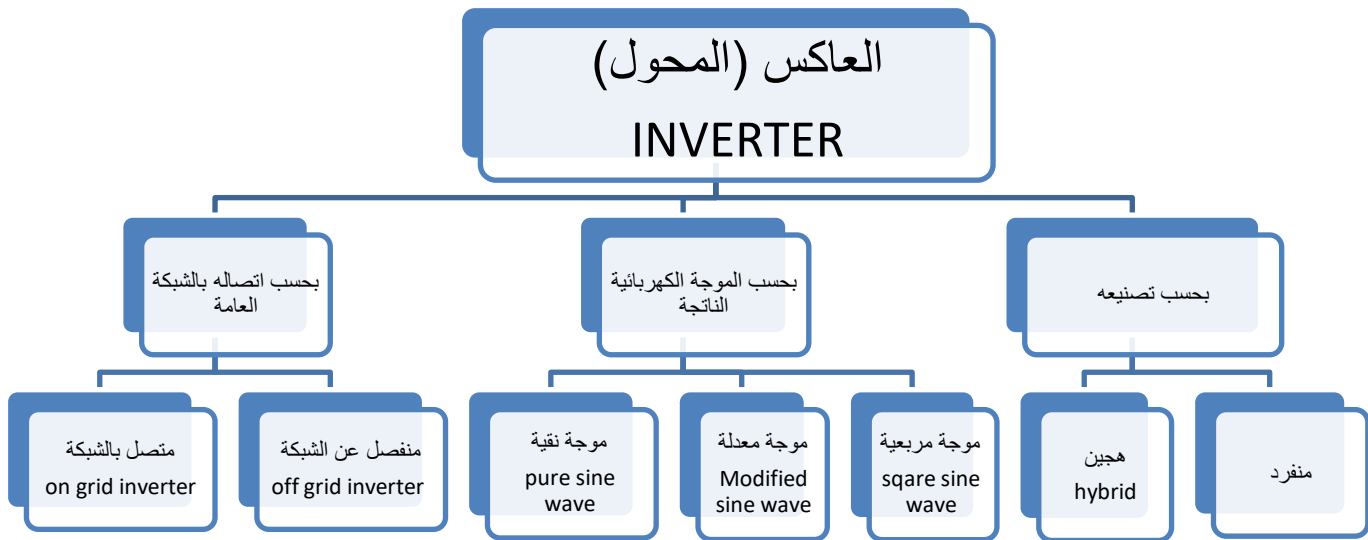 العاكس (المحول)
INVERTER
بحسب تصنيعه
بحسب الموجة الكهربائية
الناتجة
بحسب اتصاله بالشبكة
العامة
منفرد
هجين
hybrid
موجة مربعية
sqare sine
wave
موجة معدلة
Modified
sine wave
موجة نقية
pure sine
wave
منفصل عن الشبكة
off grid inverter
متصل بالشبكة
on grid inverter